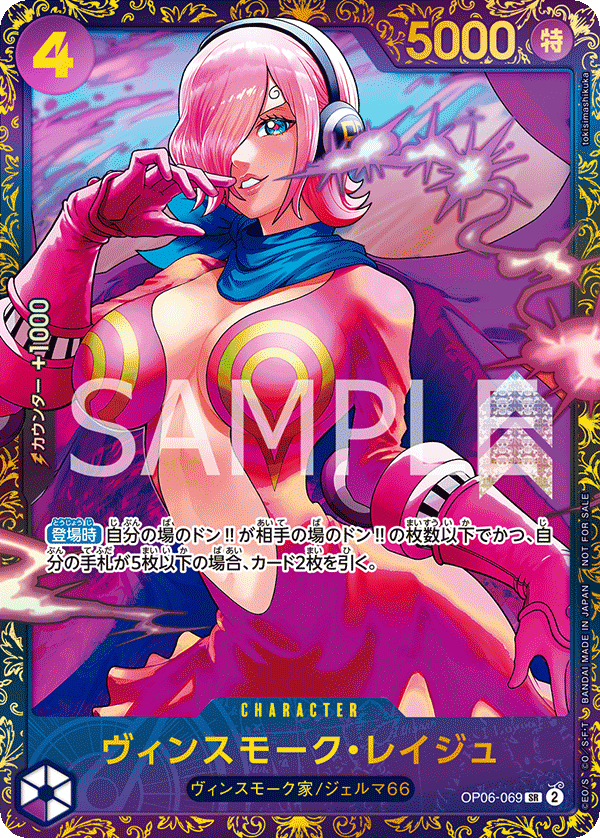 4
5000 特
tokisimashikuka
カウンター +1000
SAMPLE
登場時 自分の場のドン!!が相手の場のドン!!の枚数以下でかつ、自
分の手札が5枚以下の場合、カード2枚を引く。
NOT FOR SALE
BANDAI MADE IN JAPAN
©E.O./S ©'O./S･F･T
CHARACTER
ヴィンスモーク・レイジュ
ヴィンスモーク家/ジェルマ66
OP06-069 SR 2